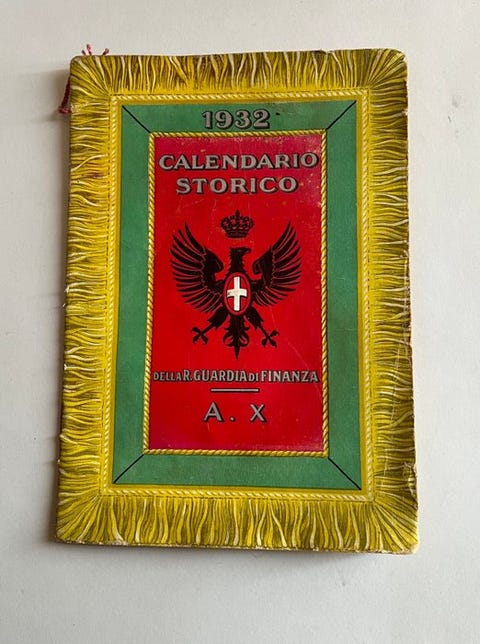 1932
CALENDARIO
STORICO
DELLA R. GUARDIA DI FINANZA
A. X